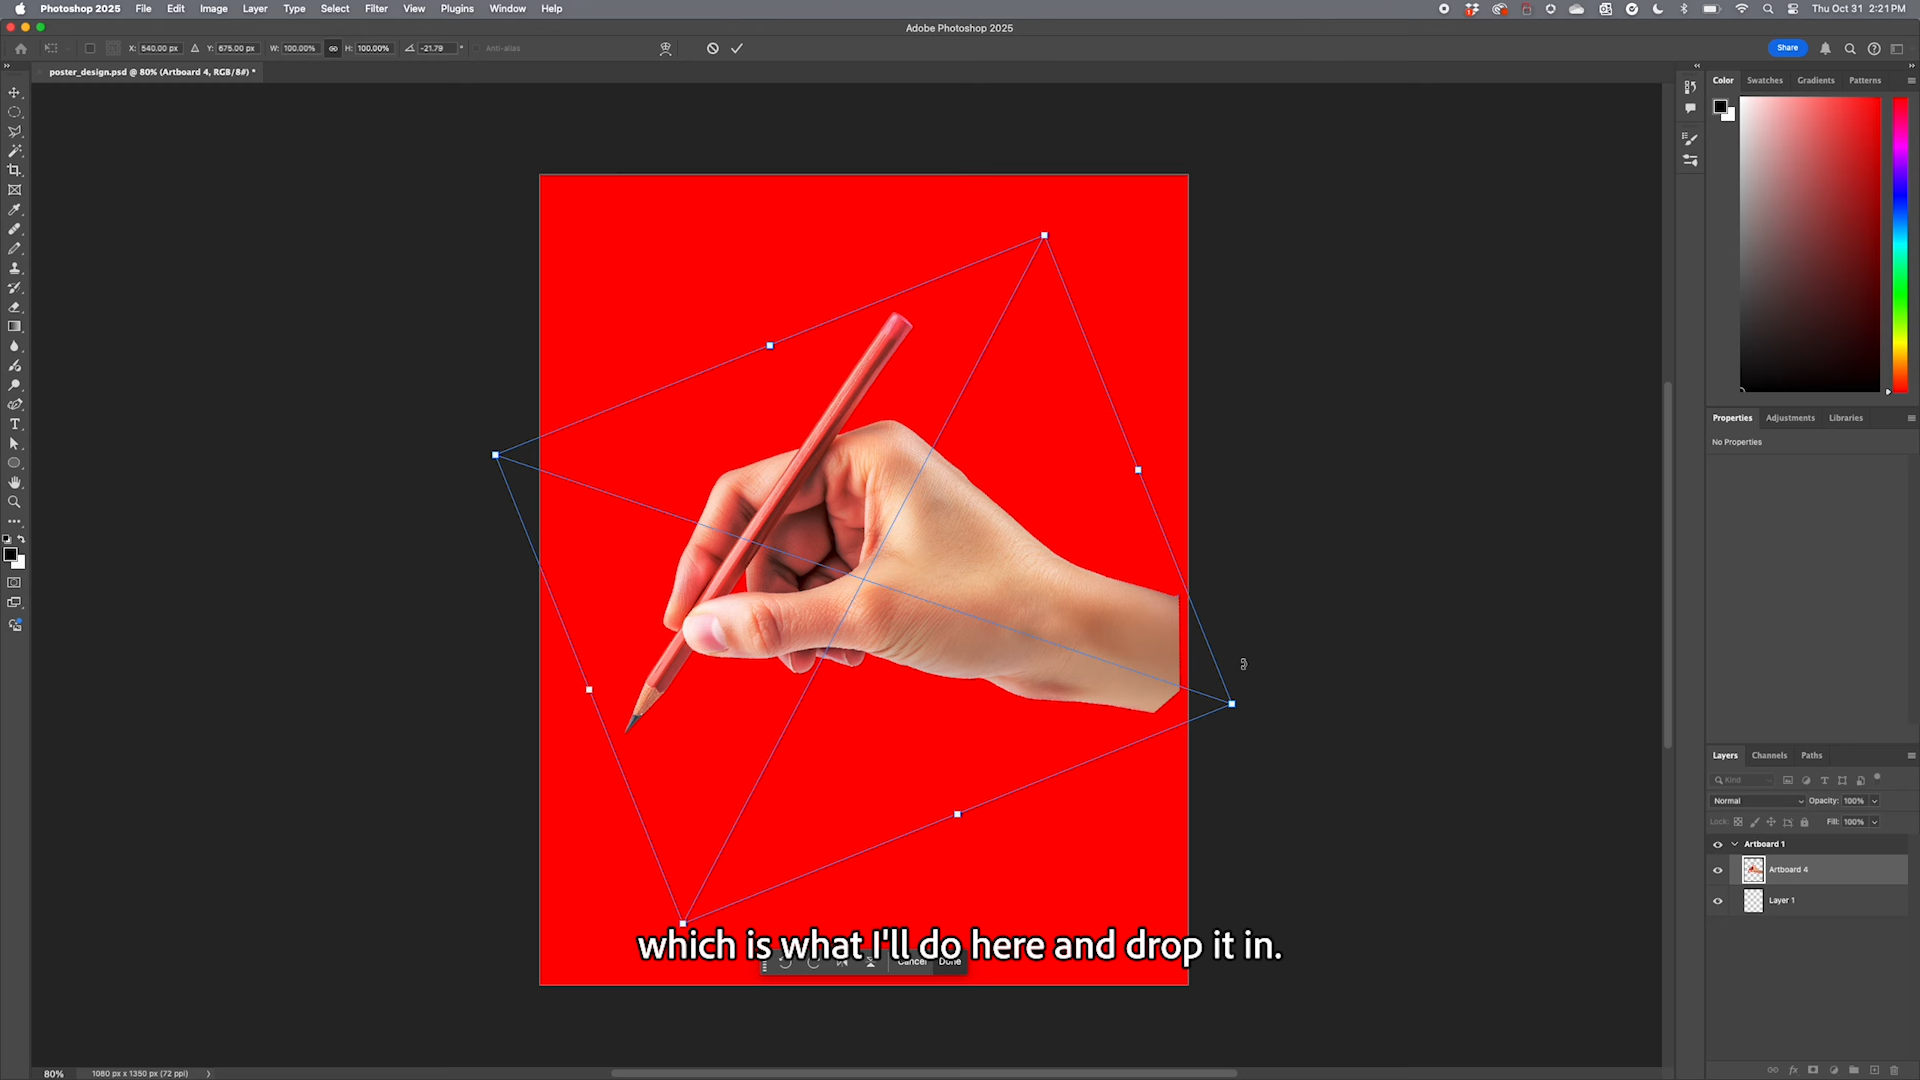 Photoshop 2025 File Edit Image Layer Type Select Filter View Plugins Window Help Thu Oct 31 2:21 PM
Adobe Photoshop 2025
X: 540.00 px Y: 675.00 px W: 100.00% H: 100.00% -21.79 ° Anti-alias Share
poster_design.psd @ 80% (Artboard 4, RGB/8#) *
Color Swatches Gradients Patterns
Properties Adjustments Libraries
No Properties
Layers Channels Paths
Kind
Normal Opacity: 100%
Lock: Fill: 100%
Artboard 1
Artboard 4
Layer 1
which is what I'll do here and drop it in.
Cancel Done
80% 1080 px x 1350 px (72 ppi)